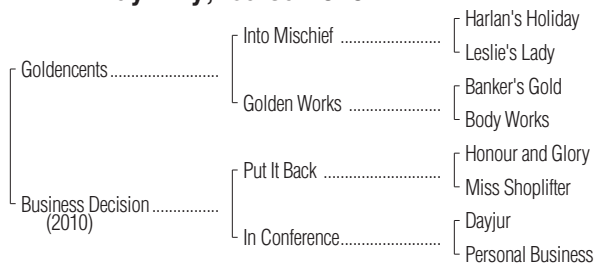 Harlan's Holiday
Into Mischief ......................
Leslie's Lady
Goldencents ........................
Banker's Gold
Golden Works ......................
Body Works
Honour and Glory
Put It Back .........................
Miss Shoplifter
Business Decision ...............
(2010)
Dayjur
In Conference ......................
Personal Business